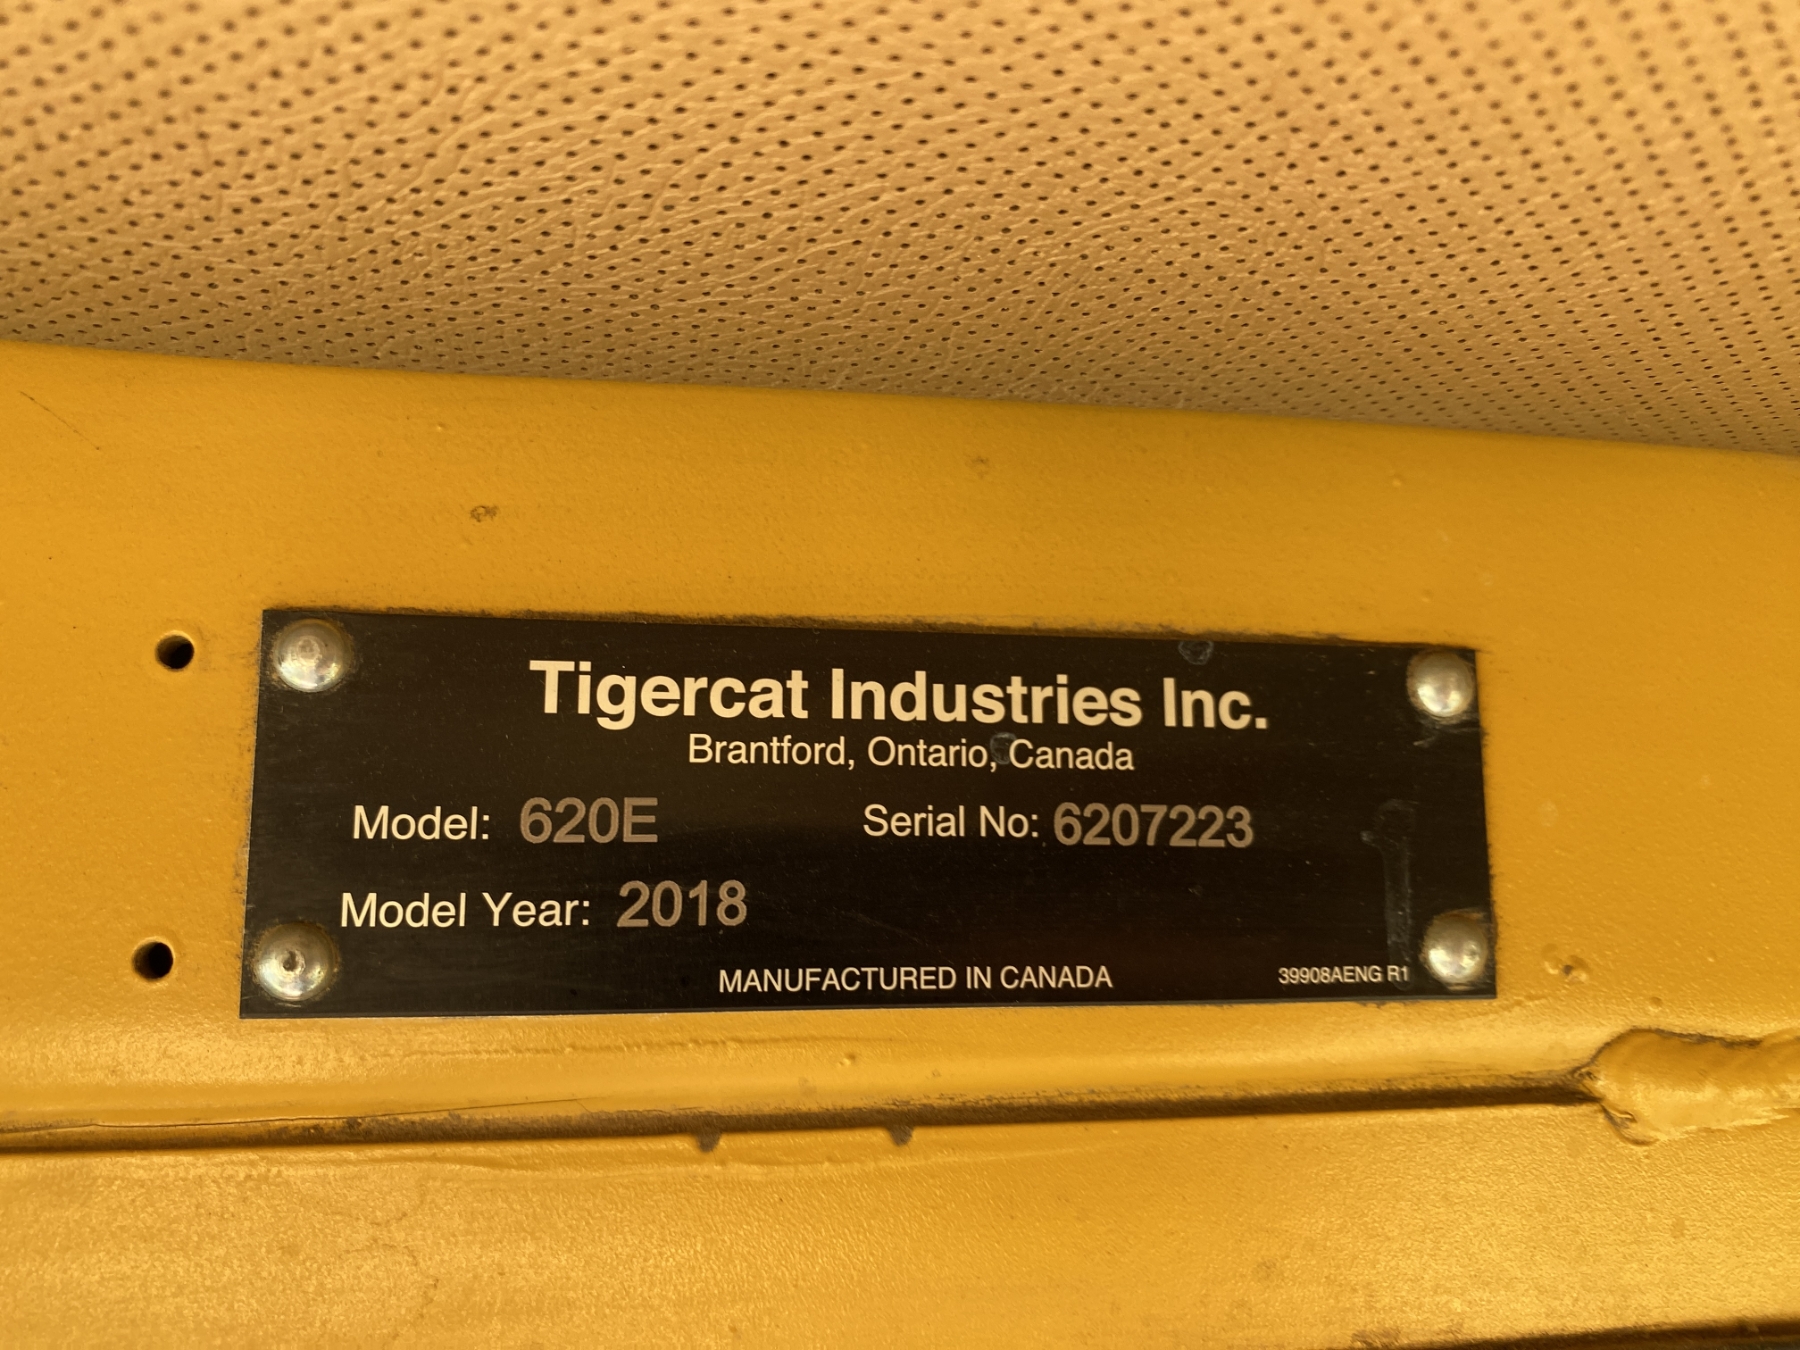 Tigercat Industries Inc.
Brantford, Ontario, Canada
Model: 620E Serial No: 6207223
Model Year: 2018
MANUFACTURED IN CANADA 39908AENG R1